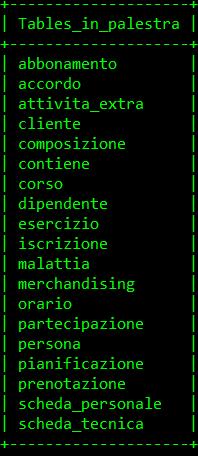 Tables_in_palestra
abbonamento
accordo
attivita_extra
cliente
composizione
contiene
corso
dipendente
esercizio
iscrizione
malattia
merchandising
orario
partecipazione
persona
pianificazione
prenotazione
scheda_personale
scheda_tecnica